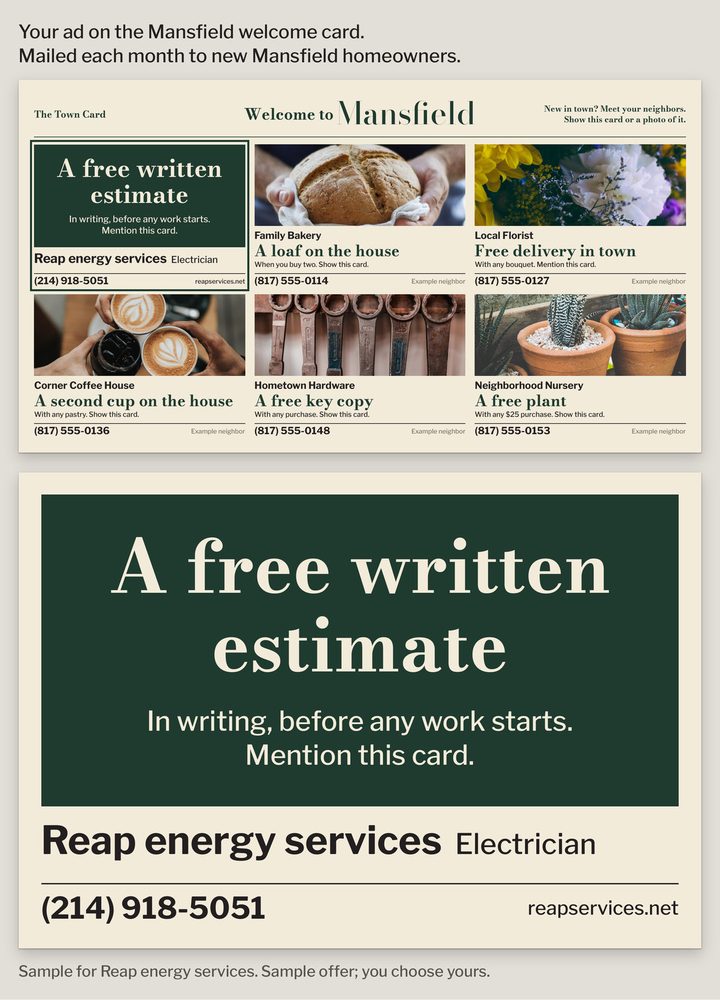 Your ad on the Mansfield welcome card.
Mailed each month to new Mansfield homeowners.
The Town Card
Welcome to Mansfield
New in town? Meet your neighbors.
Show this card or a photo of it.
A free written
estimate
In writing, before any work starts.
Mention this card.
Reap energy services Electrician
(214) 918-5051 reapservices.net
Family Bakery
A loaf on the house
When you buy two. Show this card.
(817) 555-0114 Example neighbor
Local Florist
Free delivery in town
With any bouquet. Mention this card.
(817) 555-0127 Example neighbor
Corner Coffee House
A second cup on the house
With any pastry. Show this card.
(817) 555-0136 Example neighbor
Hometown Hardware
A free key copy
With any purchase. Show this card.
(817) 555-0148 Example neighbor
Neighborhood Nursery
A free plant
With any $25 purchase. Show this card.
(817) 555-0153 Example neighbor
A free written
estimate
In writing, before any work starts.
Mention this card.
Reap energy services Electrician
(214) 918-5051 reapservices.net
Sample for Reap energy services. Sample offer; you choose yours.